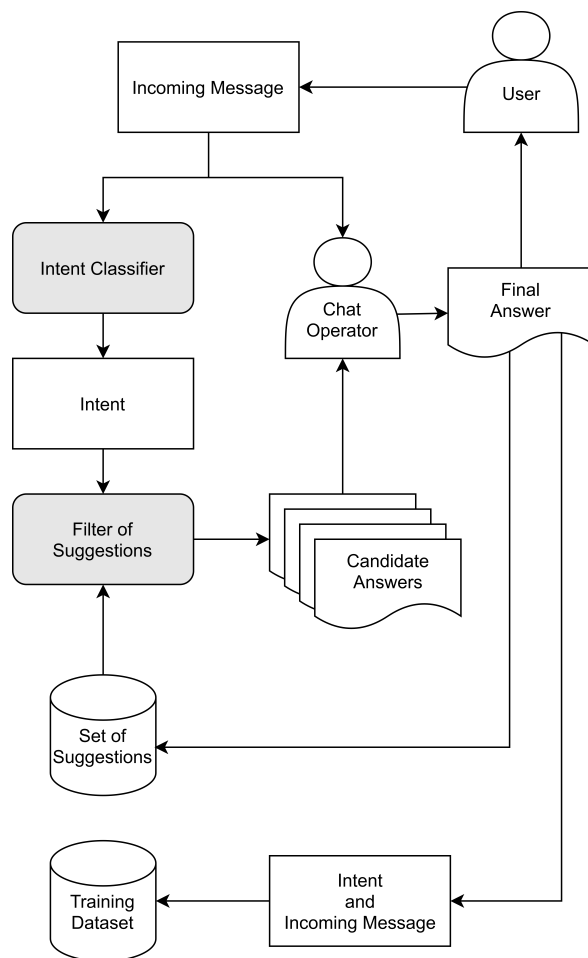 User
Incoming Message
Intent Classifier
Chat
Operator
Final
Answer
Intent
Filter of
Suggestions
Candidate
Answers
Set of
Suggestions
Training
Dataset
Intent
and
Incoming Message